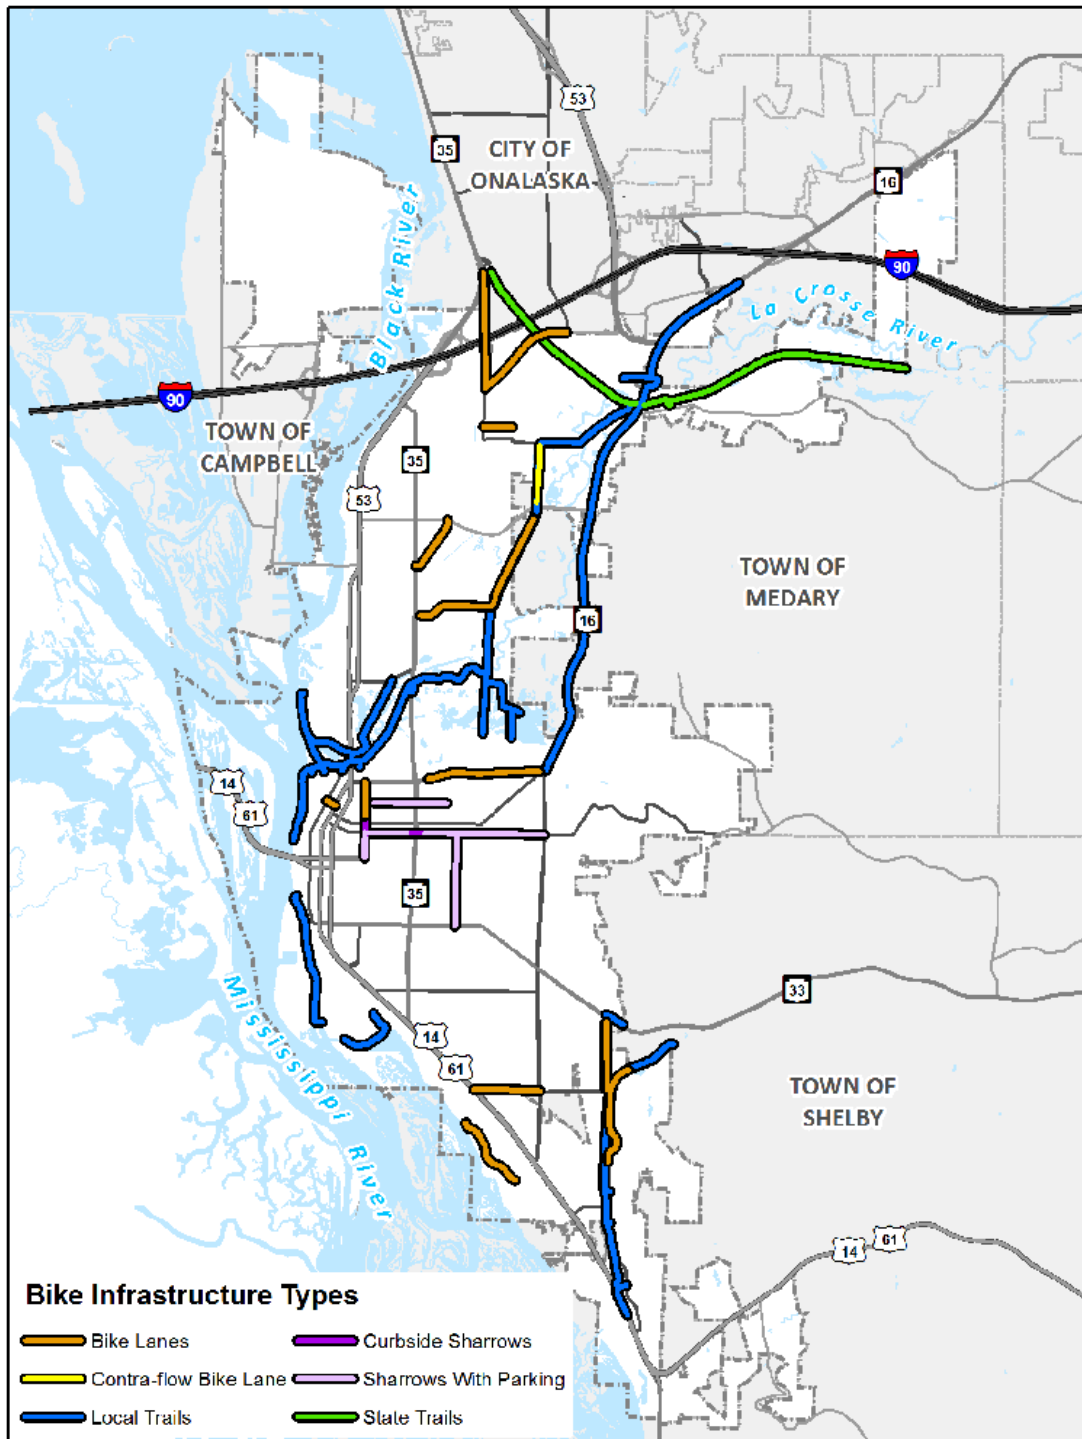 53
35
CITY OF
ONALASKA
16
90
Black River
La Crosse River
90
TOWN OF
CAMPBELL
35
53
TOWN OF
MEDARY
16
14
61
35
33
Mississippi River
14
61
TOWN OF
SHELBY
61
14
Bike Infrastructure Types
Bike Lanes
Curbside Sharrows
Contra-flow Bike Lane
Sharrows With Parking
Local Trails
State Trails